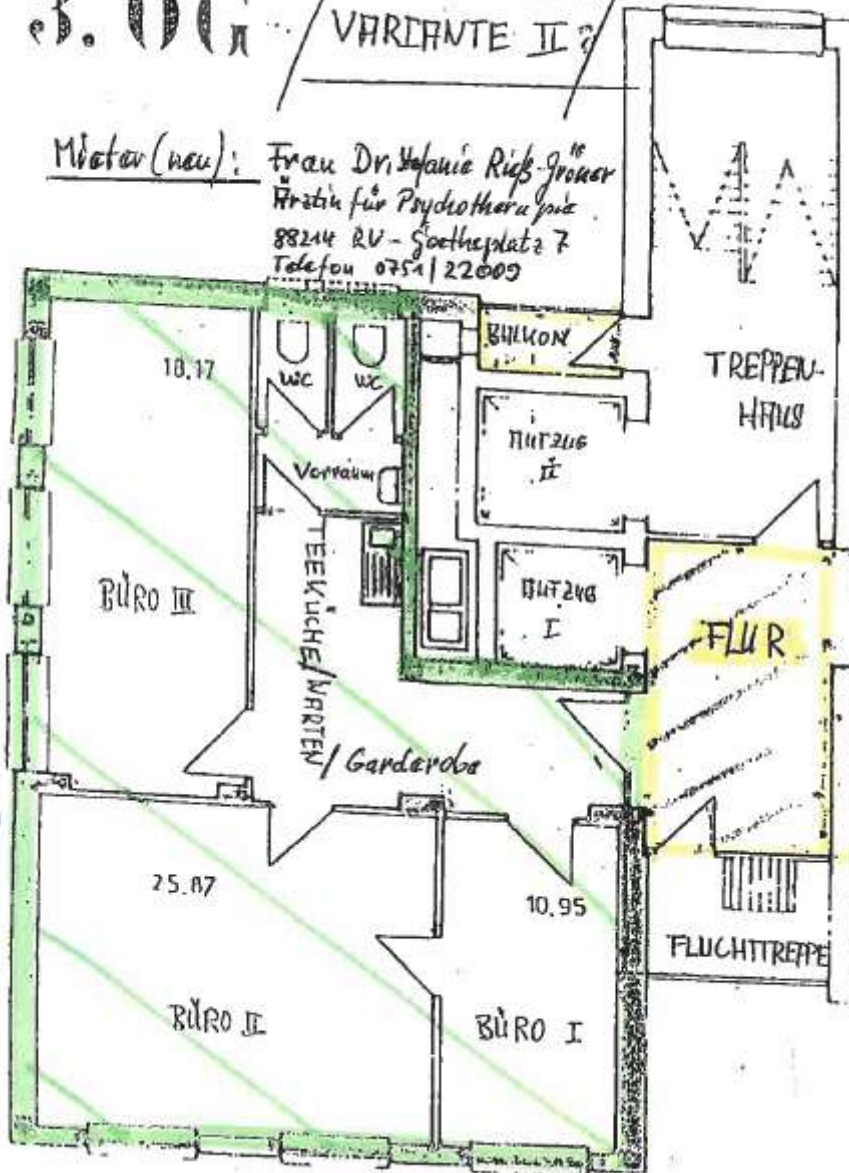 3. OG
VARIANTE II
Mieter (neu):
Frau Dr. Stefanie Rieß-Gröner
Ärztin für Psychotherapie
88214 RV - Goetheplatz 7
Telefon 0751/22009
BALKON
18.17
WC
WC
TREPPEN-
HAUS
AUFZUG
II
Vorraum
BÜRO III
TEEKÜCHE/WARTEN
/ Garderobe
AUFZUG
I
FLUR
25.87
10.95
FLUCHTTREPPE
BÜRO II
BÜRO I